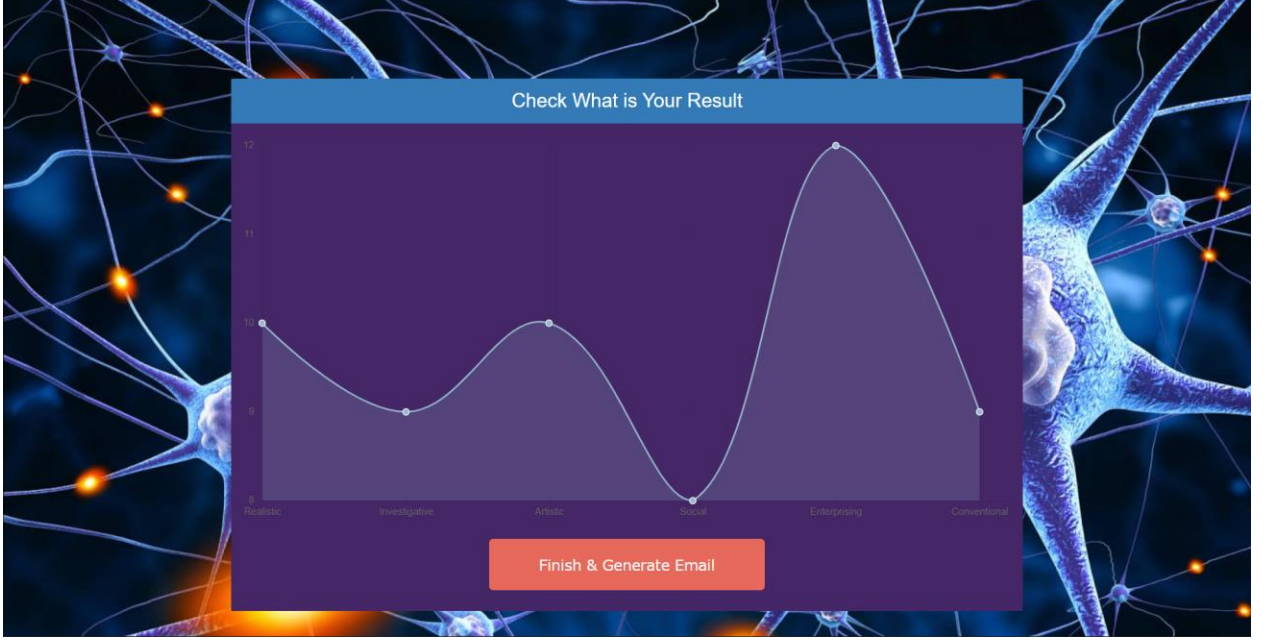 Check What is Your Result
12
11
10
9
8
Realistic Investigative Artistic Social Enterprising Conventional
Finish & Generate Email